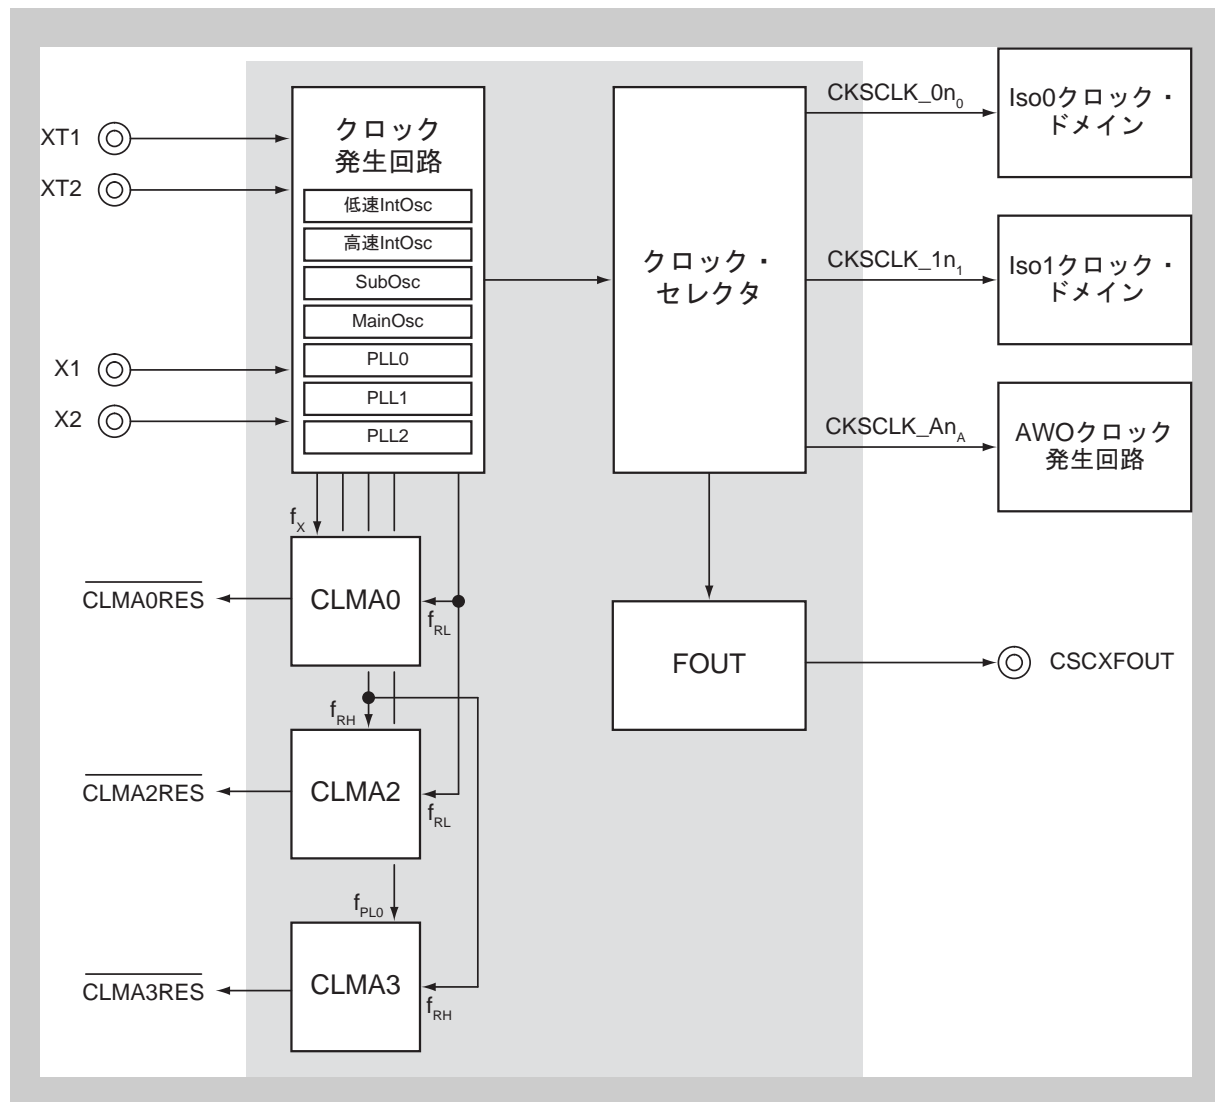 XT1
XT2
X1
X2
クロック
発生回路
低速IntOsc
高速IntOsc
SubOsc
MainOsc
PLL0
PLL1
PLL2
クロック・
セレクタ
CKSCLK_0n0
Iso0クロック・
ドメイン
CKSCLK_1n1
Iso1クロック・
ドメイン
CKSCLK_AnA
AWOクロック
発生回路
fX
CLMA0
CLMA0RES
fRL
FOUT
CSCXFOUT
fRH
CLMA2
CLMA2RES
fRL
fPL0
CLMA3
CLMA3RES
fRH